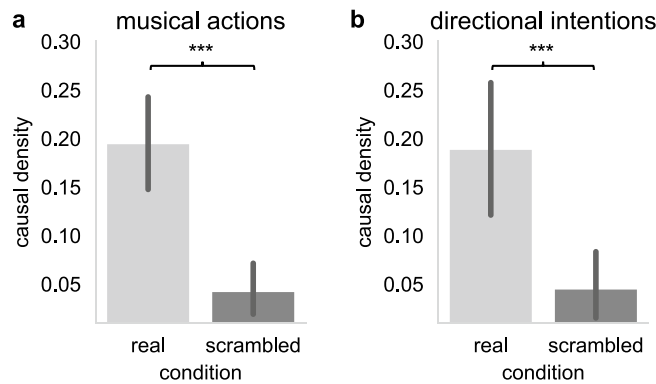 a musical actions
***
0.30
0.25
0.20
0.15
0.10
0.05
causal density
real scrambled
condition
b directional intentions
***
0.30
0.25
0.20
0.15
0.10
0.05
causal density
real scrambled
condition